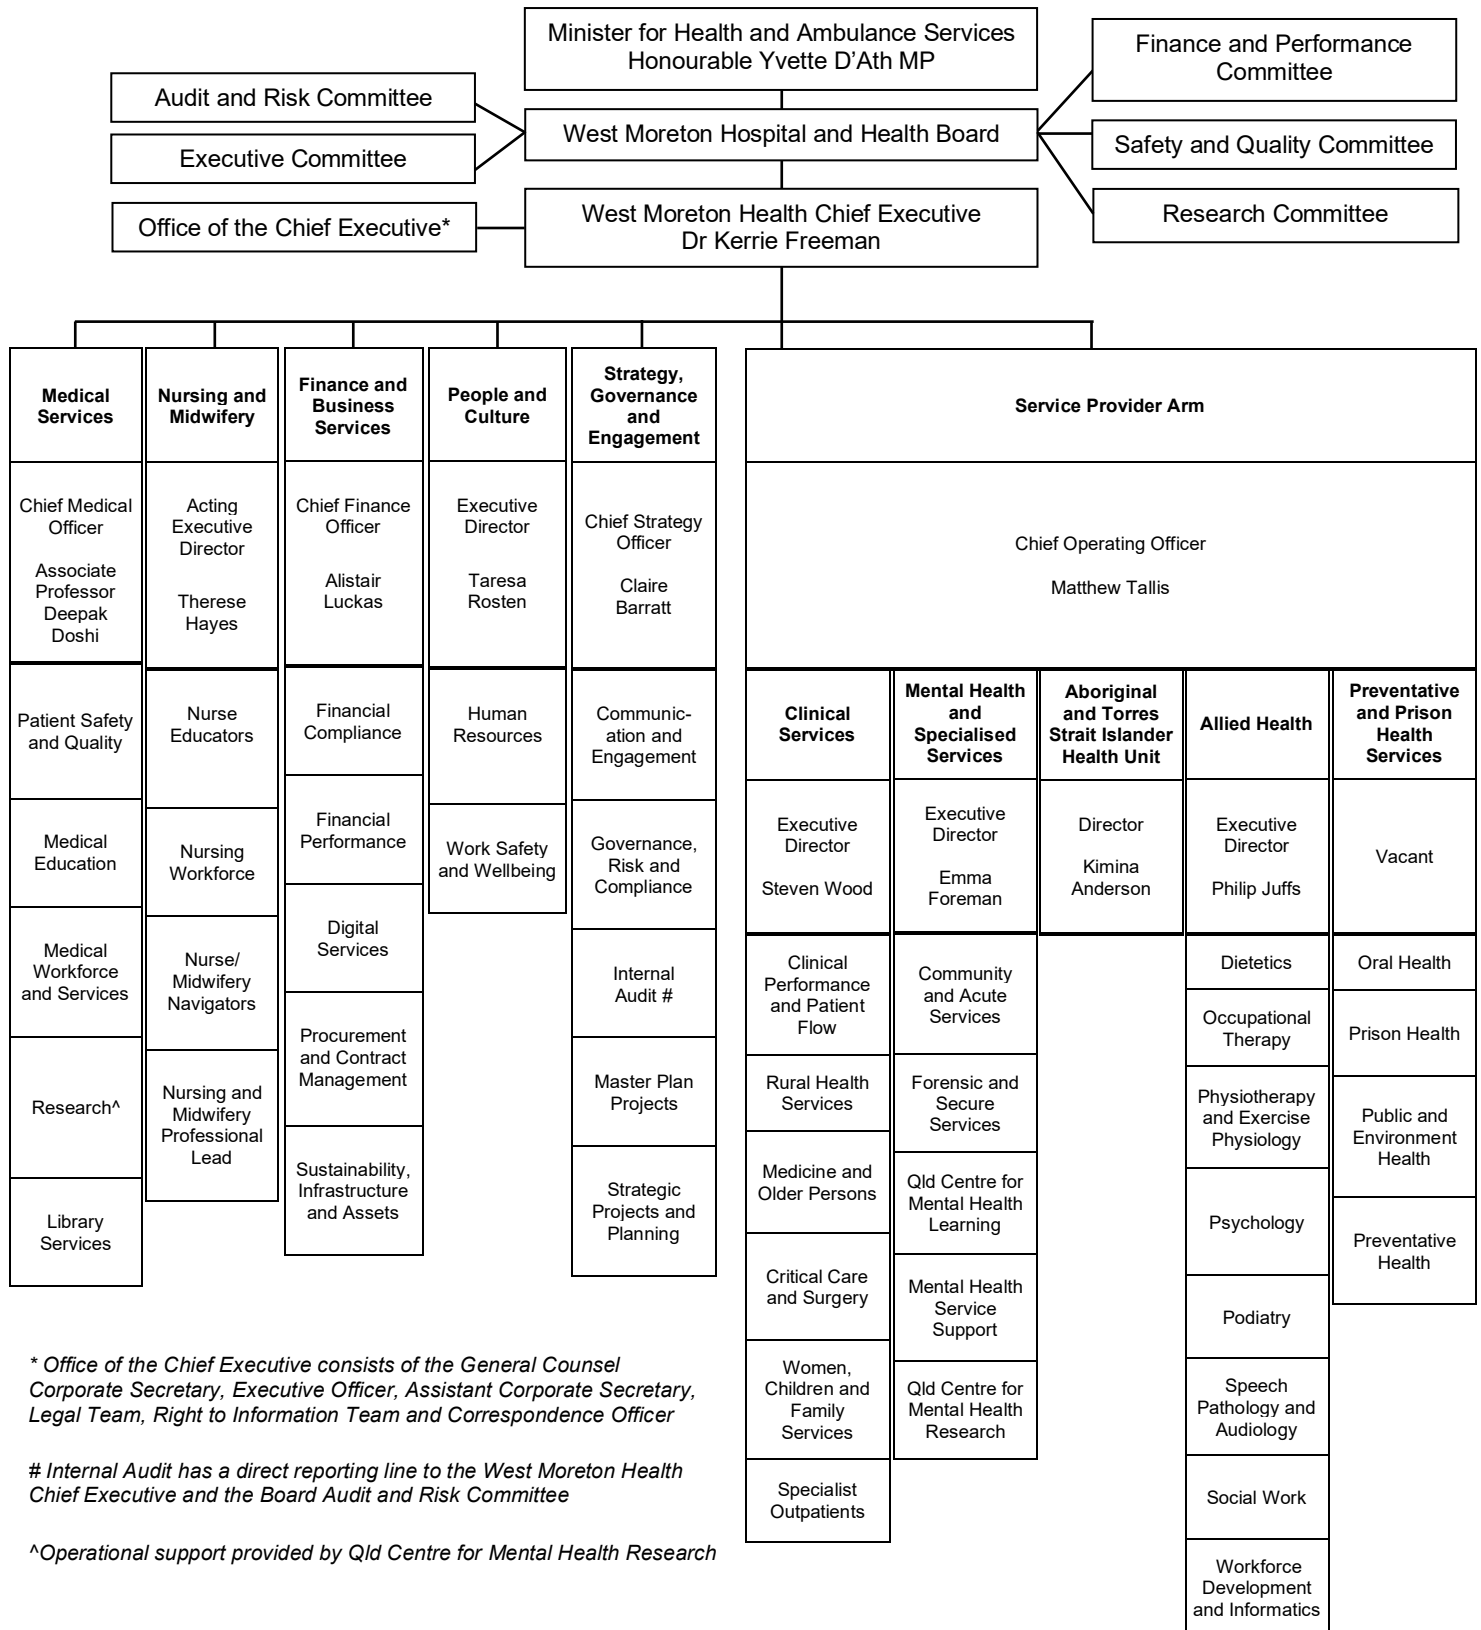 Minister for Health and Ambulance Services
Honourable Yvette D'Ath MP
Finance and Performance
Committee
Audit and Risk Committee
West Moreton Hospital and Health Board
Safety and Quality Committee
Executive Committee
Office of the Chief Executive*
West Moreton Health Chief Executive
Dr Kerrie Freeman
Research Committee
Medical
Services
Chief Medical
Officer
Associate
Professor
Deepak
Doshi
Patient Safety
and Quality
Medical
Education
Medical
Workforce
and Services
Research^
Library
Services
Nursing and
Midwifery
Acting
Executive
Director
Therese
Hayes
Nurse
Educators
Nursing
Workforce
Nurse/
Midwifery
Navigators
Nursing and
Midwifery
Professional
Lead
Finance and
Business
Services
Chief Finance
Officer
Alistair
Luckas
Financial
Compliance
Financial
Performance
Digital
Services
Procurement
and Contract
Management
Sustainability,
Infrastructure
and Assets
People and
Culture
Executive
Director
Taresa
Rosten
Human
Resources
Work Safety
and Wellbeing
Strategy,
Governance
and
Engagement
Chief Strategy
Officer
Claire
Barratt
Communic-
ation and
Engagement
Governance,
Risk and
Compliance
Internal
Audit #
Master Plan
Projects
Strategic
Projects and
Planning
Service Provider Arm
Chief Operating Officer
Matthew Tallis
Clinical
Services
Executive
Director
Steven Wood
Clinical
Performance
and Patient
Flow
Rural Health
Services
Medicine and
Older Persons
Critical Care
and Surgery
Women,
Children and
Family
Services
Specialist
Outpatients
Mental Health
and
Specialised
Services
Executive
Director
Emma
Foreman
Community
and Acute
Services
Forensic and
Secure
Services
Qld Centre for
Mental Health
Learning
Mental Health
Service
Support
Qld Centre for
Mental Health
Research
Aboriginal
and Torres
Strait Islander
Health Unit
Director
Kimina
Anderson
Allied Health
Executive
Director
Philip Juffs
Dietetics
Occupational
Therapy
Physiotherapy
and Exercise
Physiology
Psychology
Podiatry
Speech
Pathology and
Audiology
Social Work
Workforce
Development
and Informatics
Preventative
and Prison
Health
Services
Vacant
Oral Health
Prison Health
Public and
Environment
Health
Preventative
Health
* Office of the Chief Executive consists of the General Counsel
Corporate Secretary, Executive Officer, Assistant Corporate Secretary,
Legal Team, Right to Information Team and Correspondence Officer
# Internal Audit has a direct reporting line to the West Moreton Health
Chief Executive and the Board Audit and Risk Committee
^Operational support provided by Qld Centre for Mental Health Research